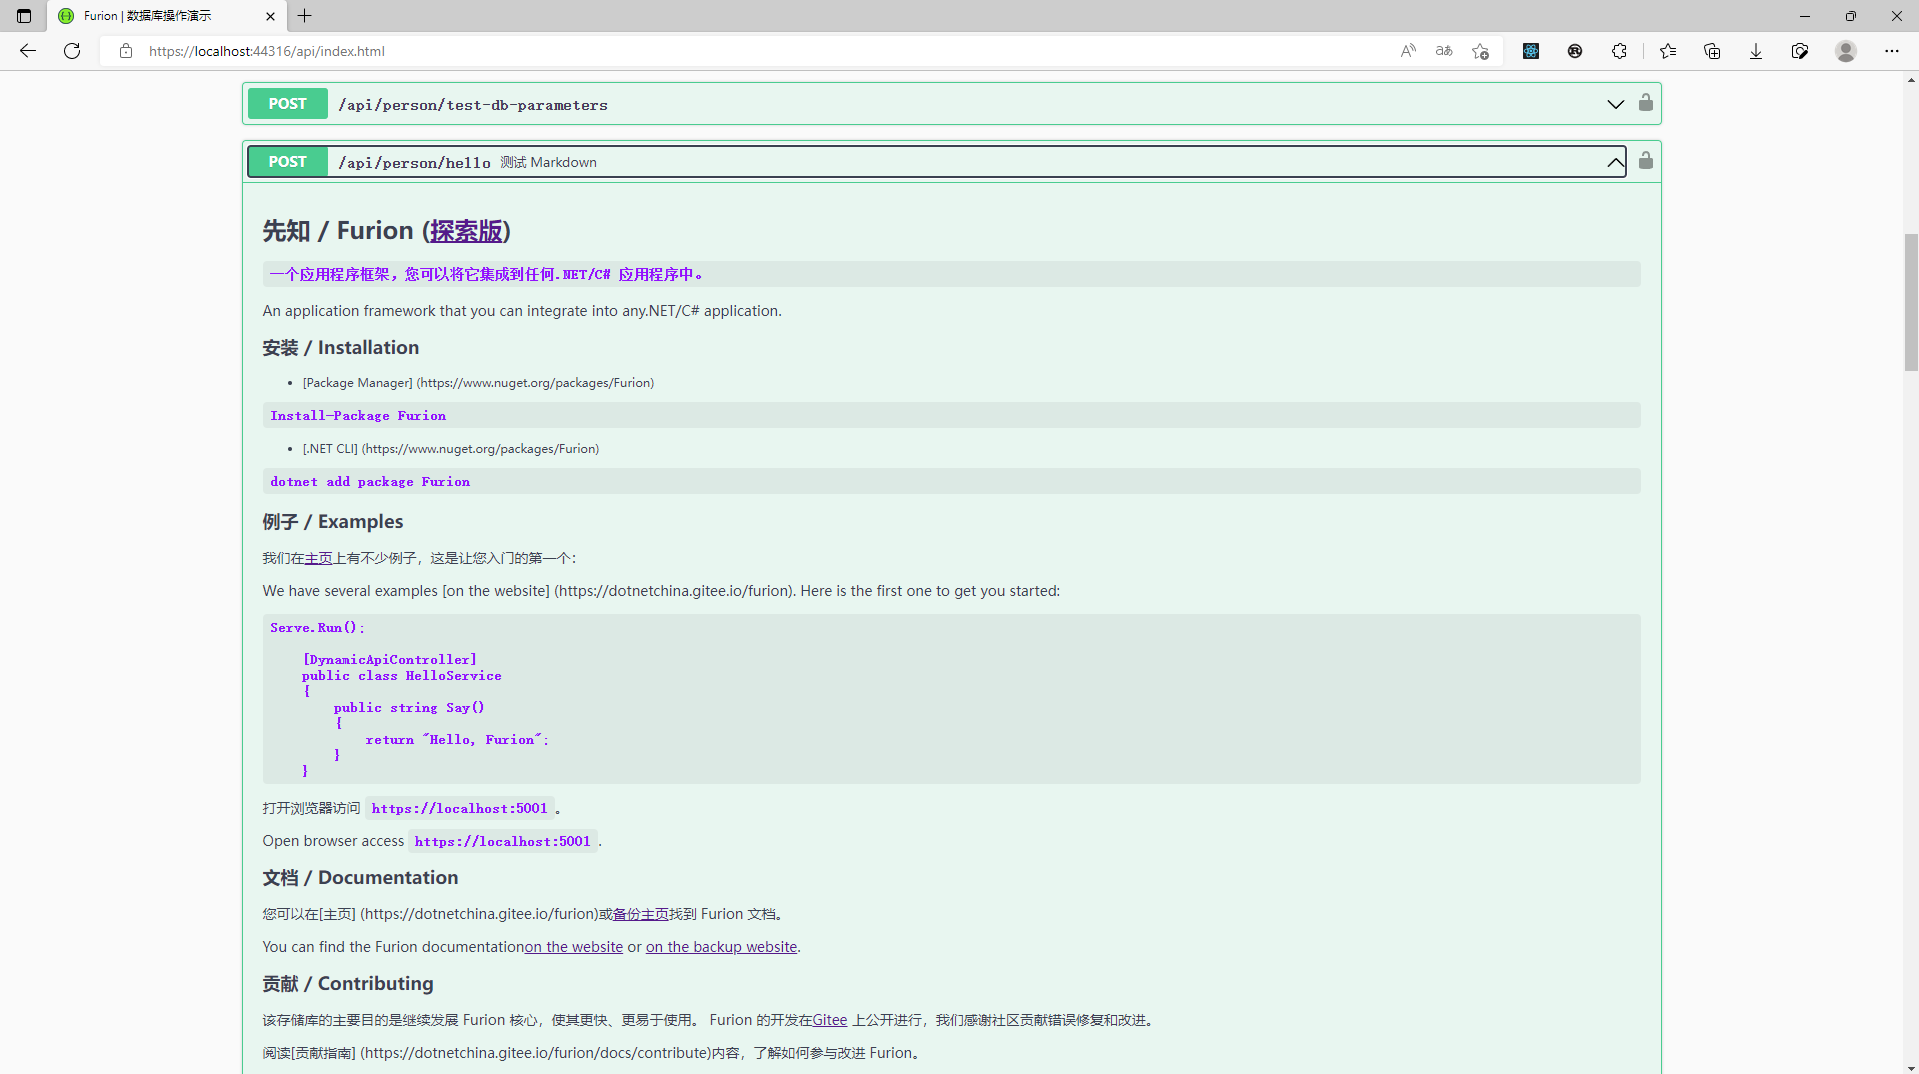 Furion | 数据库操作演示
https://localhost:44316/api/index.html
POST /api/person/test-db-parameters
POST /api/person/hello 测试 Markdown
先知 / Furion (探索版)
一个应用程序框架，您可以将它集成到任何.NET/C# 应用程序中。
An application framework that you can integrate into any.NET/C# application.
安装 / Installation
• [Package Manager] (https://www.nuget.org/packages/Furion)
Install-Package Furion
• [.NET CLI] (https://www.nuget.org/packages/Furion)
dotnet add package Furion
例子 / Examples
我们在主页上有不少例子，这是让您入门的第一个：
We have several examples [on the website] (https://dotnetchina.gitee.io/furion). Here is the first one to get you started:
Serve.Run();
[DynamicApiController]
public class HelloService
{
public string Say()
{
return "Hello, Furion";
}
}
打开浏览器访问 https://localhost:5001 。
Open browser access https://localhost:5001 .
文档 / Documentation
您可以在[主页] (https://dotnetchina.gitee.io/furion)或备份主页找到 Furion 文档。
You can find the Furion documentationon the website or on the backup website.
贡献 / Contributing
该存储库的主要目的是继续发展 Furion 核心，使其更快、更易于使用。 Furion 的开发在Gitee 上公开进行，我们感谢社区贡献错误修复和改进。
阅读[贡献指南] (https://dotnetchina.gitee.io/furion/docs/contribute)内容，了解如何参与改进 Furion。